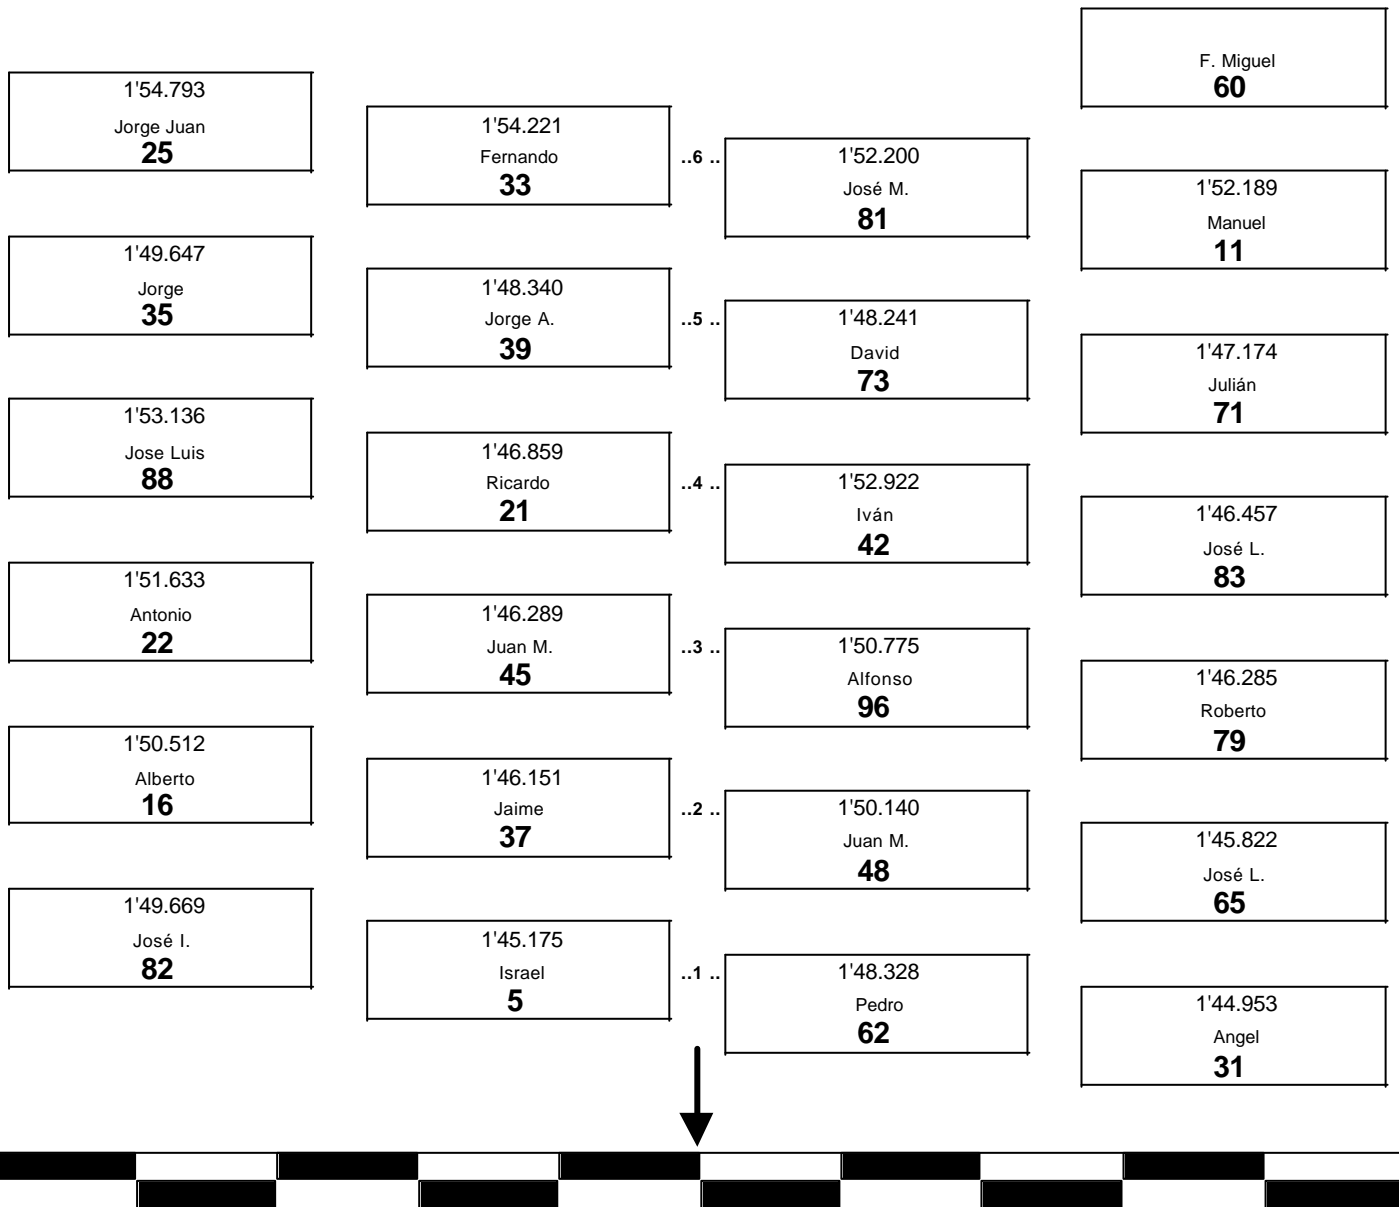 F. Miguel
60
1'54.793
Jorge Juan
25
1'54.221
Fernando
33
..6 ..
1'52.200
José M.
81
1'52.189
Manuel
11
1'49.647
Jorge
35
1'48.340
Jorge A.
39
..5 ..
1'48.241
David
73
1'47.174
Julián
71
1'53.136
Jose Luis
88
1'46.859
Ricardo
21
..4 ..
1'52.922
Iván
42
1'46.457
José L.
83
1'51.633
Antonio
22
1'46.289
Juan M.
45
..3 ..
1'50.775
Alfonso
96
1'46.285
Roberto
79
1'50.512
Alberto
16
1'46.151
Jaime
37
..2 ..
1'50.140
Juan M.
48
1'45.822
José L.
65
1'49.669
José I.
82
1'45.175
Israel
5
..1 ..
1'48.328
Pedro
62
1'44.953
Angel
31